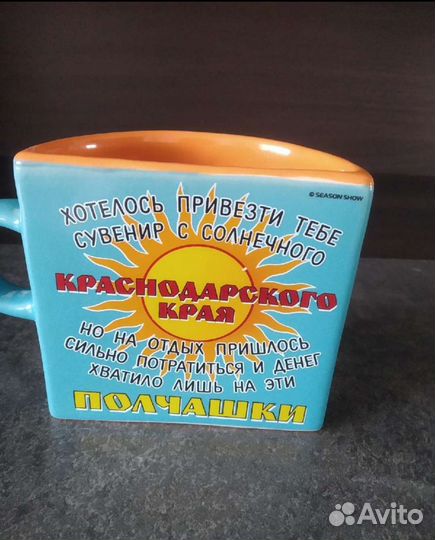 © SEASON SHOW
ХОТЕЛОСЬ ПРИВЕЗТИ ТЕБЕ
СУВЕНИР С СОЛНЕЧНОГО
КРАСНОДАРСКОГО
КРАЯ
НО НА ОТДЫХ ПРИШЛОСЬ
СИЛЬНО ПОТРАТИТЬСЯ И ДЕНЕГ
ХВАТИЛО ЛИШЬ НА ЭТИ
ПОЛЧАШКИ
Avito